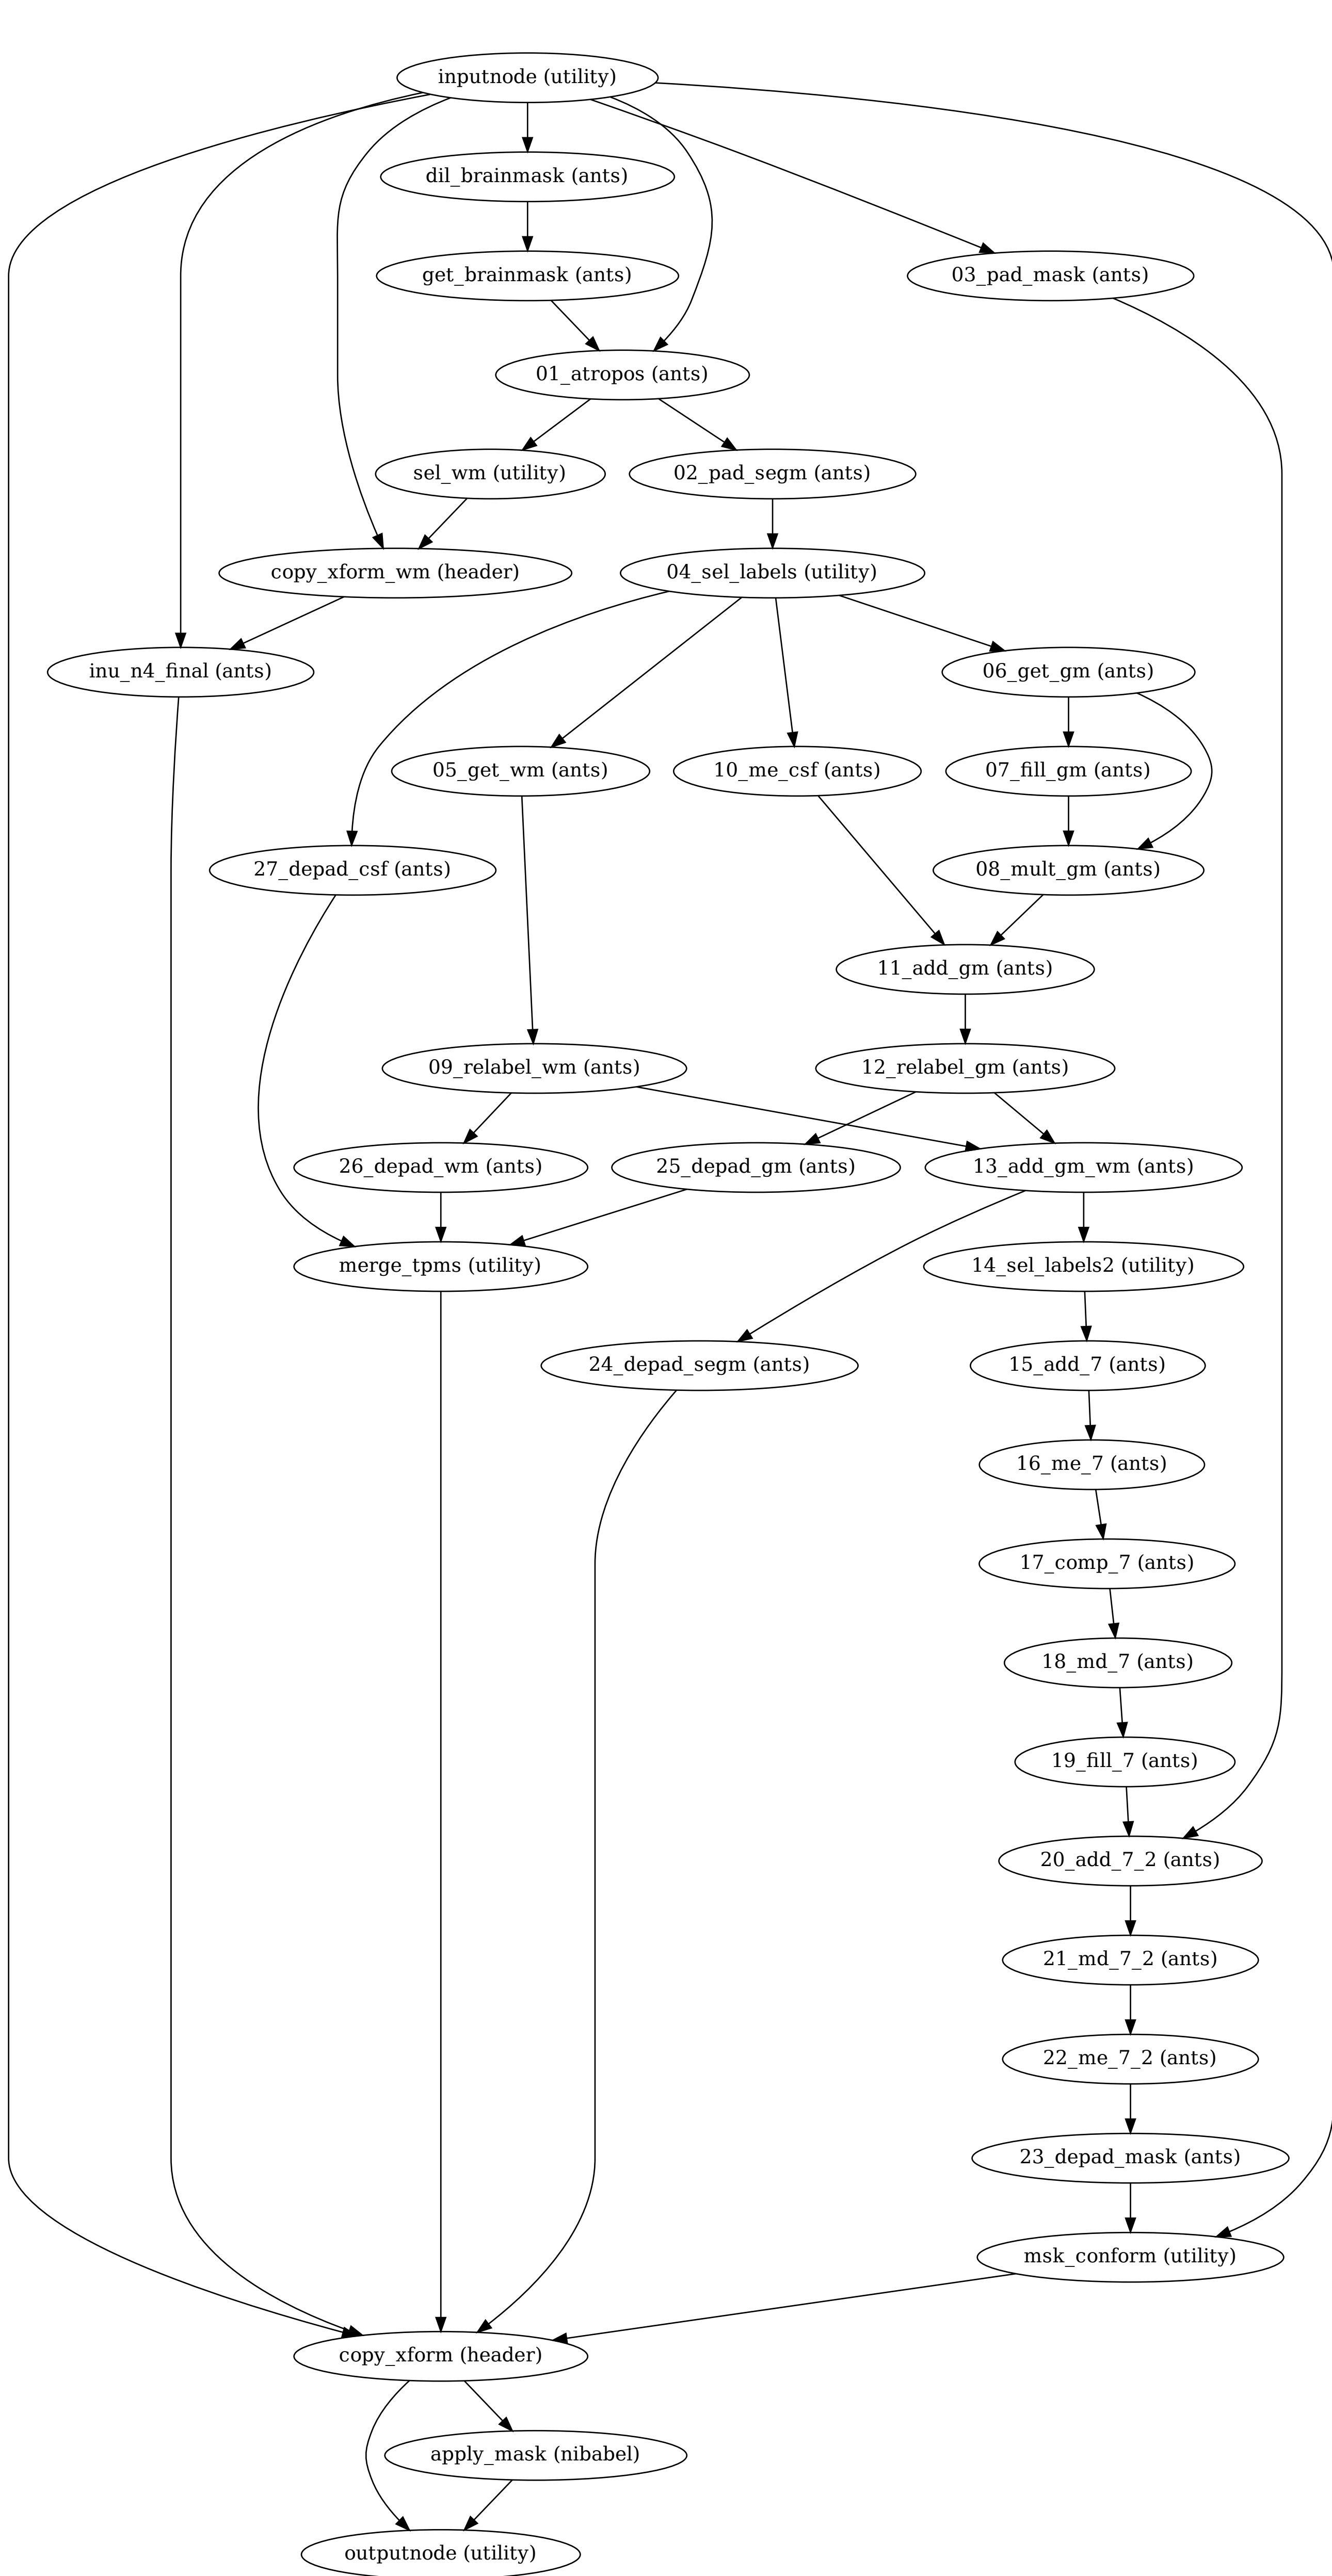 inputnode (utility)
dil_brainmask (ants)
get_brainmask (ants)
03_pad_mask (ants)
01_atropos (ants)
sel_wm (utility)
02_pad_segm (ants)
copy_xform_wm (header)
04_sel_labels (utility)
inu_n4_final (ants)
06_get_gm (ants)
05_get_wm (ants)
10_me_csf (ants)
07_fill_gm (ants)
27_depad_csf (ants)
08_mult_gm (ants)
11_add_gm (ants)
09_relabel_wm (ants)
12_relabel_gm (ants)
26_depad_wm (ants)
25_depad_gm (ants)
13_add_gm_wm (ants)
merge_tpms (utility)
14_sel_labels2 (utility)
24_depad_segm (ants)
15_add_7 (ants)
16_me_7 (ants)
17_comp_7 (ants)
18_md_7 (ants)
19_fill_7 (ants)
20_add_7_2 (ants)
21_md_7_2 (ants)
22_me_7_2 (ants)
23_depad_mask (ants)
msk_conform (utility)
copy_xform (header)
apply_mask (nibabel)
outputnode (utility)